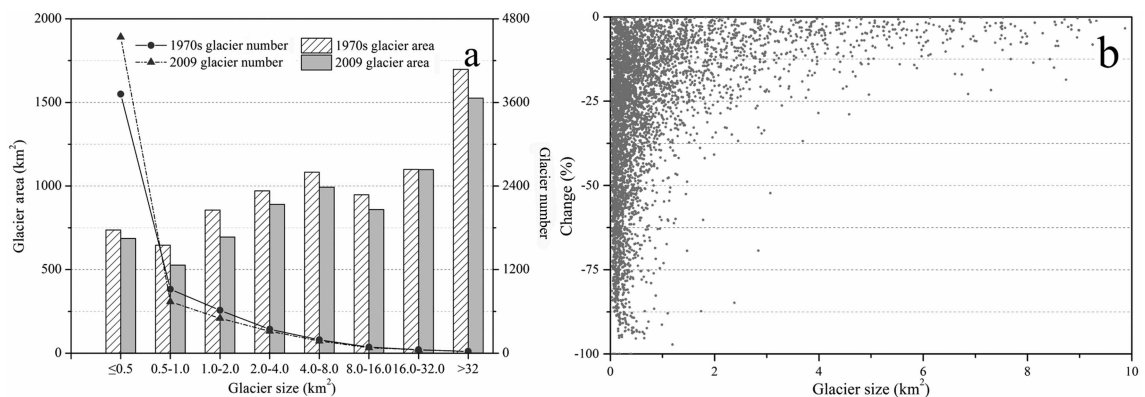 2000
1500
1000
500
0
Glacier area (km²)
1970s glacier number
2009 glacier number
1970s glacier area
2009 glacier area
a
4800
3600
2400
1200
0
Glacier number
≤0.5 0.5-1.0 1.0-2.0 2.0-4.0 4.0-8.0 8.0-16.0 16.0-32.0 >32
Glacier size (km²)
0
-25
-50
-75
-100
Change (%)
b
0 2 4 6 8 10
Glacier size (km²)